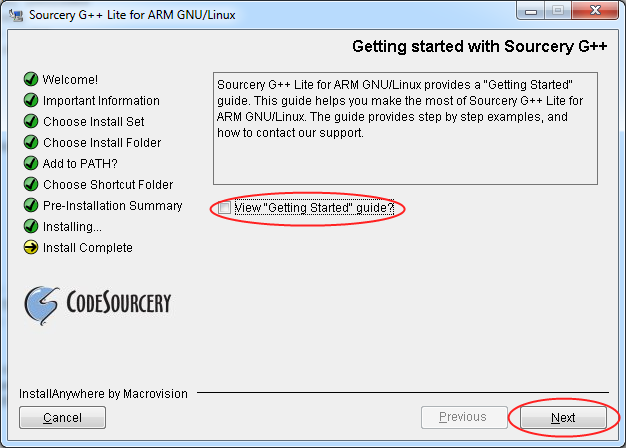 Sourcery G++ Lite for ARM GNU/Linux
Getting started with Sourcery G++
Welcome!
Important Information
Choose Install Set
Choose Install Folder
Add to PATH?
Choose Shortcut Folder
Pre-Installation Summary
Installing...
Install Complete
Sourcery G++ Lite for ARM GNU/Linux provides a "Getting Started"
guide. This guide helps you make the most of Sourcery G++ Lite for
ARM GNU/Linux. The guide provides step by step examples, and
how to contact our support.
View "Getting Started" guide?
CODESOURCERY
InstallAnywhere by Macrovision
Cancel
Previous
Next